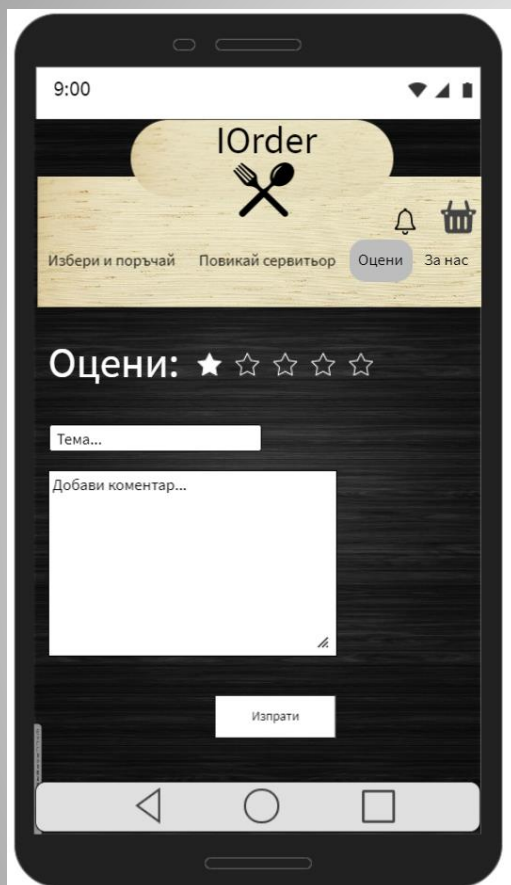 9:00
IOrder
Избери и поръчай Повикай сервитьор Оцени За нас
Оцени:
Тема...
Добави коментар...
Изпрати